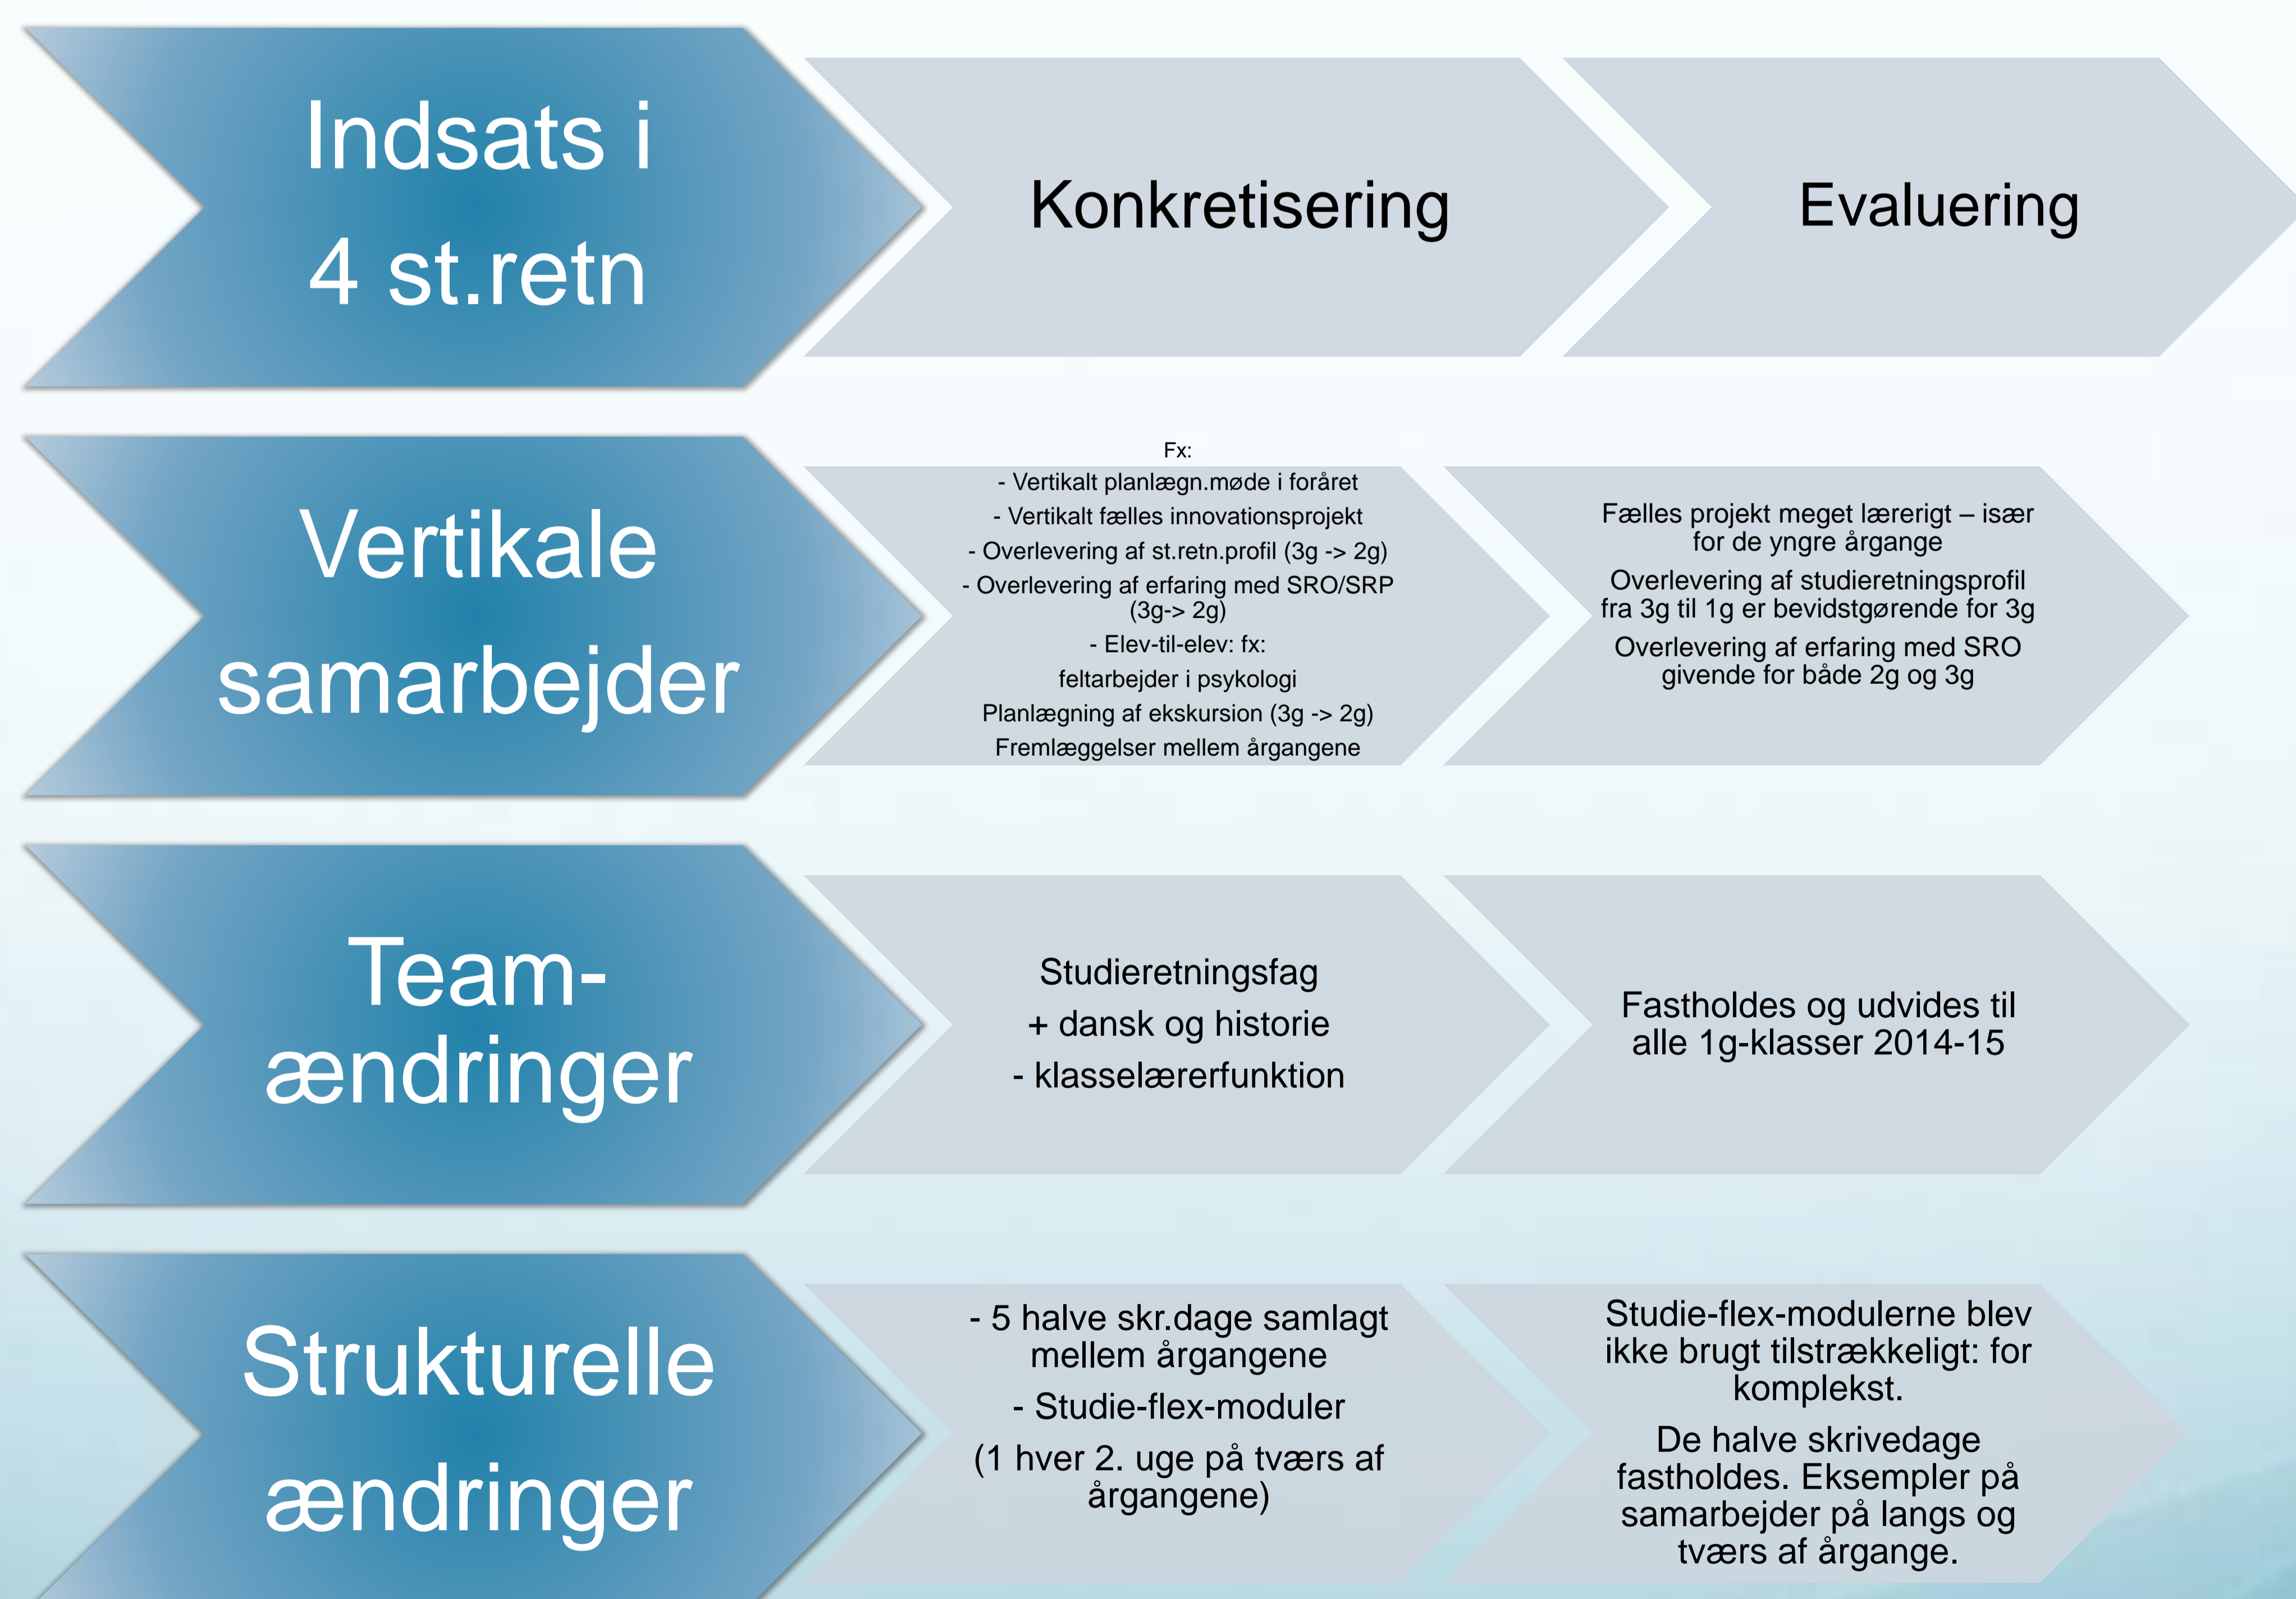 Indsats i
4 st.retn
Konkretisering
Evaluering
Vertikale
samarbejder
Fx:
- Vertikalt planlægn.møde i foråret
- Vertikalt fælles innovationsprojekt
- Overlevering af st.retn.profil (3g -> 2g)
- Overlevering af erfaring med SRO/SRP
(3g-> 2g)
- Elev-til-elev: fx:
feltarbejder i psykologi
Planlægning af ekskursion (3g -> 2g)
Fremlæggelser mellem årgangene
Fælles projekt meget lærerigt – især
for de yngre årgange
Overlevering af studieretningsprofil
fra 3g til 1g er bevidstgørende for 3g
Overlevering af erfaring med SRO
givende for både 2g og 3g
Team-
ændringer
Studieretningsfag
+ dansk og historie
- klasselærerfunktion
Fastholdes og udvides til
alle 1g-klasser 2014-15
Strukturelle
ændringer
- 5 halve skr.dage samlagt
mellem årgangene
- Studie-flex-moduler
(1 hver 2. uge på tværs af
årgangene)
Studie-flex-modulerne blev
ikke brugt tilstrækkeligt: for
komplekst.
De halve skrivedage
fastholdes. Eksempler på
samarbejder på langs og
tværs af årgange.